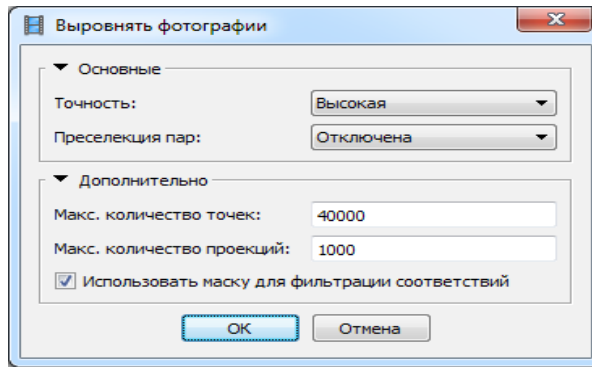 Выровнять фотографии
Основные
Точность: Высокая
Преселекция пар: Отключена
Дополнительно
Макс. количество точек: 40000
Макс. количество проекций: 1000
Использовать маску для фильтрации соответствий
OK Отмена